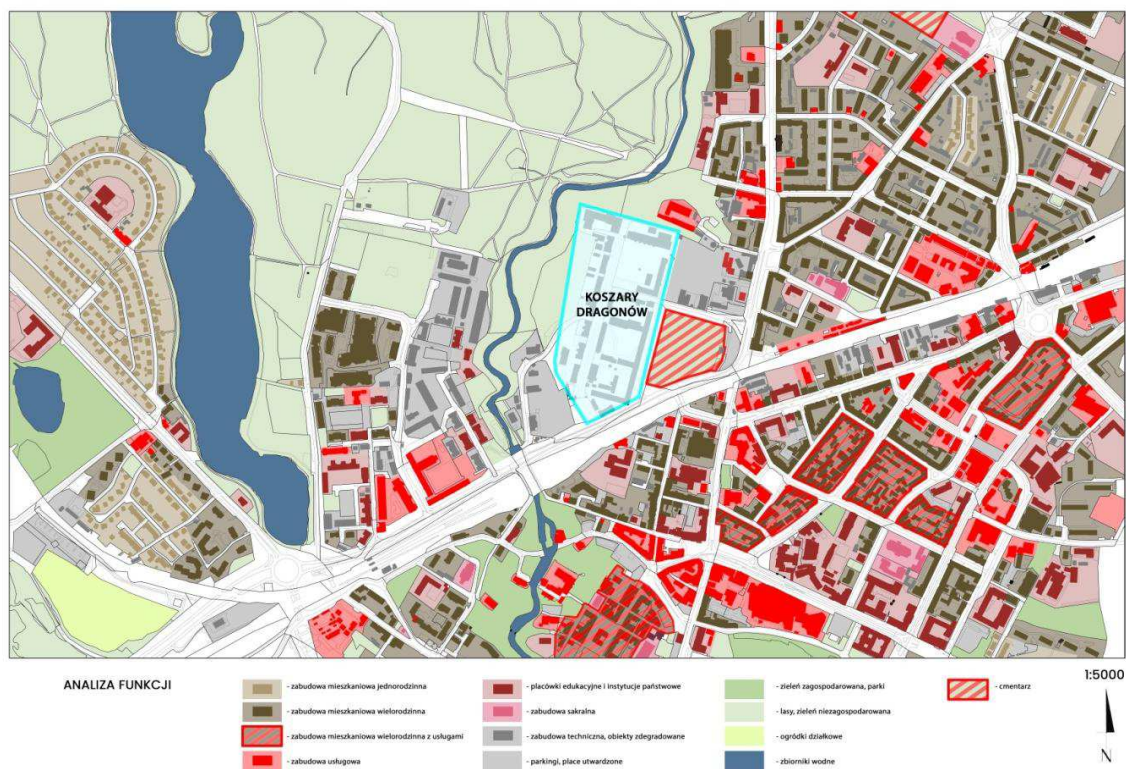 KOSZARY
DRAGONÓW
ANALIZA FUNKCJI
- zabudowa mieszkaniowa jednorodzinna
- zabudowa mieszkaniowa wielorodzinna
- zabudowa mieszkaniowa wielorodzinna z usługami
- zabudowa usługowa
- placówki edukacyjne i instytucje państwowe
- zabudowa sakralna
- zabudowa techniczna, obiekty zdegradowane
- parkingi, place utwardzone
- zieleń zagospodarowana, parki
- lasy, zieleń niezagospodarowana
- ogródki działkowe
- zbiorniki wodne
- cmentarz
1:5000
N